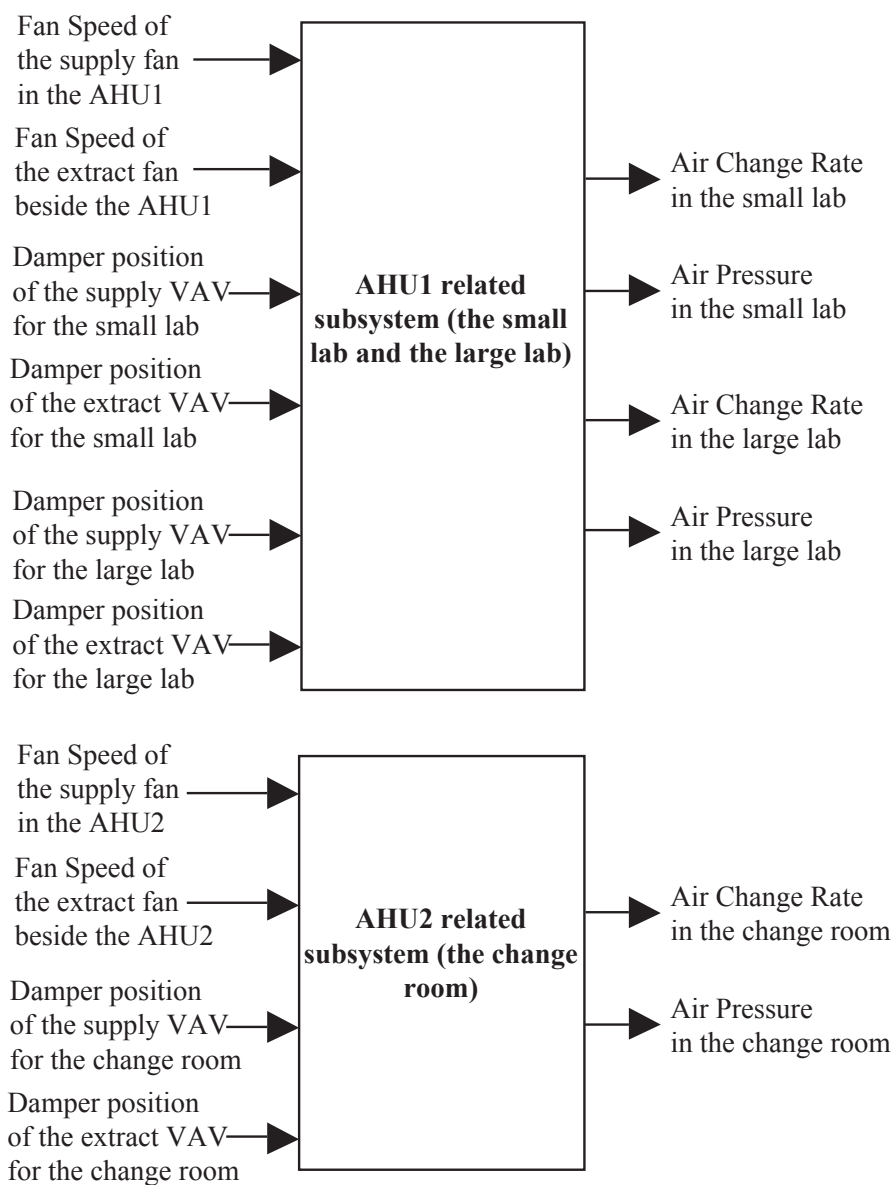 Fan Speed of
the supply fan
in the AHU1
Fan Speed of
the extract fan
beside the AHU1
Damper position
of the supply VAV
for the small lab
Damper position
of the extract VAV
for the small lab
Damper position
of the supply VAV
for the large lab
Damper position
of the extract VAV
for the large lab
AHU1 related
subsystem (the small
lab and the large lab)
Air Change Rate
in the small lab
Air Pressure
in the small lab
Air Change Rate
in the large lab
Air Pressure
in the large lab
Fan Speed of
the supply fan
in the AHU2
Fan Speed of
the extract fan
beside the AHU2
Damper position
of the supply VAV
for the change room
Damper position
of the extract VAV
for the change room
AHU2 related
subsystem (the change
room)
Air Change Rate
in the change room
Air Pressure
in the change room